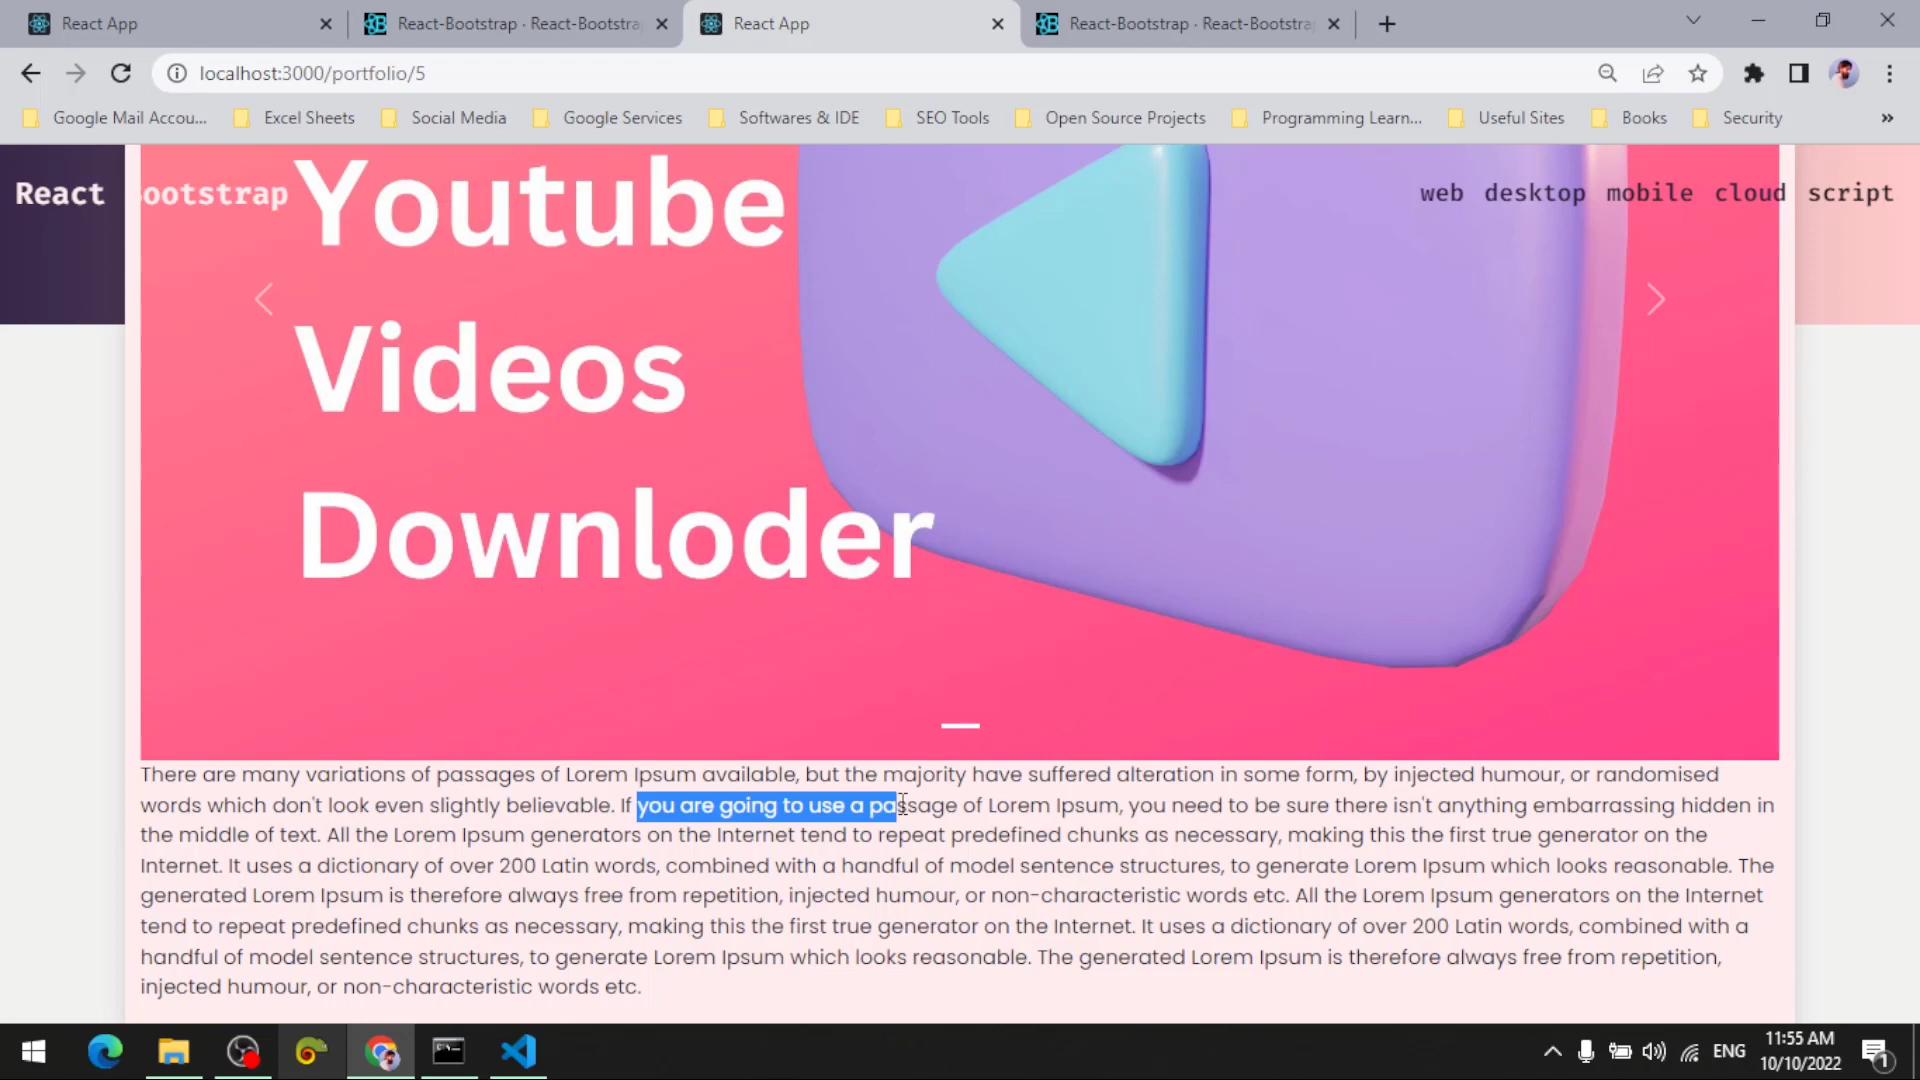 React App
React-Bootstrap · React-Bootstra
React App
React-Bootstrap · React-Bootstra
localhost:3000/portfolio/5
Google Mail Accou...
Excel Sheets
Social Media
Google Services
Softwares & IDE
SEO Tools
Open Source Projects
Programming Learn...
Useful Sites
Books
Security
»
React Bootstrap
web desktop mobile cloud script
Youtube
Videos
Downloder
There are many variations of passages of Lorem Ipsum available, but the majority have suffered alteration in some form, by injected humour, or randomised
words which don't look even slightly believable. If you are going to use a passage of Lorem Ipsum, you need to be sure there isn't anything embarrassing hidden in
the middle of text. All the Lorem Ipsum generators on the Internet tend to repeat predefined chunks as necessary, making this the first true generator on the
Internet. It uses a dictionary of over 200 Latin words, combined with a handful of model sentence structures, to generate Lorem Ipsum which looks reasonable. The
generated Lorem Ipsum is therefore always free from repetition, injected humour, or non-characteristic words etc. All the Lorem Ipsum generators on the Internet
tend to repeat predefined chunks as necessary, making this the first true generator on the Internet. It uses a dictionary of over 200 Latin words, combined with a
handful of model sentence structures, to generate Lorem Ipsum which looks reasonable. The generated Lorem Ipsum is therefore always free from repetition,
injected humour, or non-characteristic words etc.
ENG
11:55 AM
10/10/2022
1